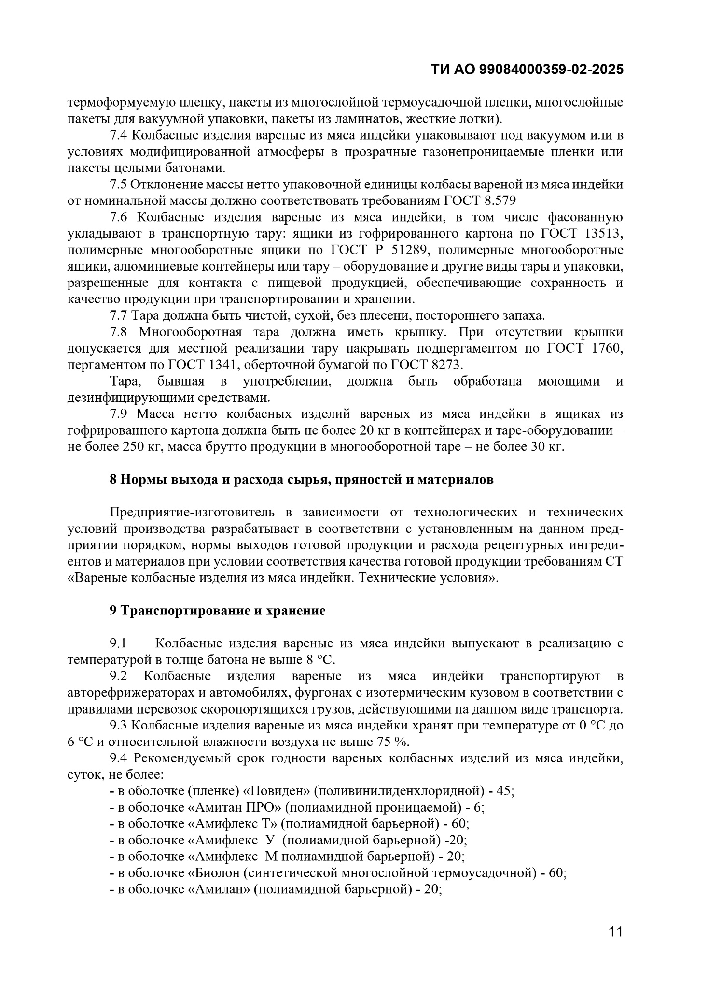 ТИ АО 99084000359-02-2025
термоформуемую пленку, пакеты из многослойной термоусадочной пленки, многослойные
пакеты для вакуумной упаковки, пакеты из ламинатов, жесткие лотки).
7.4 Колбасные изделия вареные из мяса индейки упаковывают под вакуумом или в
условиях модифицированной атмосферы в прозрачные газонепроницаемые пленки или
пакеты целыми батонами.
7.5 Отклонение массы нетто упаковочной единицы колбасы вареной из мяса индейки
от номинальной массы должно соответствовать требованиям ГОСТ 8.579
7.6 Колбасные изделия вареные из мяса индейки, в том числе фасованную
укладывают в транспортную тару: ящики из гофрированного картона по ГОСТ 13513,
полимерные многооборотные ящики по ГОСТ Р 51289, полимерные многооборотные
ящики, алюминиевые контейнеры или тару – оборудование и другие виды тары и упаковки,
разрешенные для контакта с пищевой продукцией, обеспечивающие сохранность и
качество продукции при транспортировании и хранении.
7.7 Тара должна быть чистой, сухой, без плесени, постороннего запаха.
7.8 Многооборотная тара должна иметь крышку. При отсутствии крышки
допускается для местной реализации тару накрывать подпергаментом по ГОСТ 1760,
пергаментом по ГОСТ 1341, оберточной бумагой по ГОСТ 8273.
Тара, бывшая в употреблении, должна быть обработана моющими и
дезинфицирующими средствами.
7.9 Масса нетто колбасных изделий вареных из мяса индейки в ящиках из
гофрированного картона должна быть не более 20 кг в контейнерах и таре-оборудовании –
не более 250 кг, масса брутто продукции в многооборотной таре – не более 30 кг.
8 Нормы выхода и расхода сырья, пряностей и материалов
Предприятие-изготовитель в зависимости от технологических и технических
условий производства разрабатывает в соответствии с установленным на данном пред-
приятии порядком, нормы выходов готовой продукции и расхода рецептурных ингреди-
ентов и материалов при условии соответствия качества готовой продукции требованиям СТ
«Вареные колбасные изделия из мяса индейки. Технические условия».
9 Транспортирование и хранение
9.1 Колбасные изделия вареные из мяса индейки выпускают в реализацию с
температурой в толще батона не выше 8 °С.
9.2 Колбасные изделия вареные из мяса индейки транспортируют в
авторефрижераторах и автомобилях, фургонах с изотермическим кузовом в соответствии с
правилами перевозок скоропортящихся грузов, действующими на данном виде транспорта.
9.3 Колбасные изделия вареные из мяса индейки хранят при температуре от 0 °С до
6 °С и относительной влажности воздуха не выше 75 %.
9.4 Рекомендуемый срок годности вареных колбасных изделий из мяса индейки,
суток, не более:
- в оболочке (пленке) «Повиден» (поливинилиденхлоридной) - 45;
- в оболочке «Амитан ПРО» (полиамидной проницаемой) - 6;
- в оболочке «Амифлекс Т» (полиамидной барьерной) - 60;
- в оболочке «Амифлекс У (полиамидной барьерной) -20;
- в оболочке «Амифлекс М полиамидной барьерной) - 20;
- в оболочке «Биолон (синтетической многослойной термоусадочной) - 60;
- в оболочке «Амилан» (полиамидной барьерной) - 20;
11